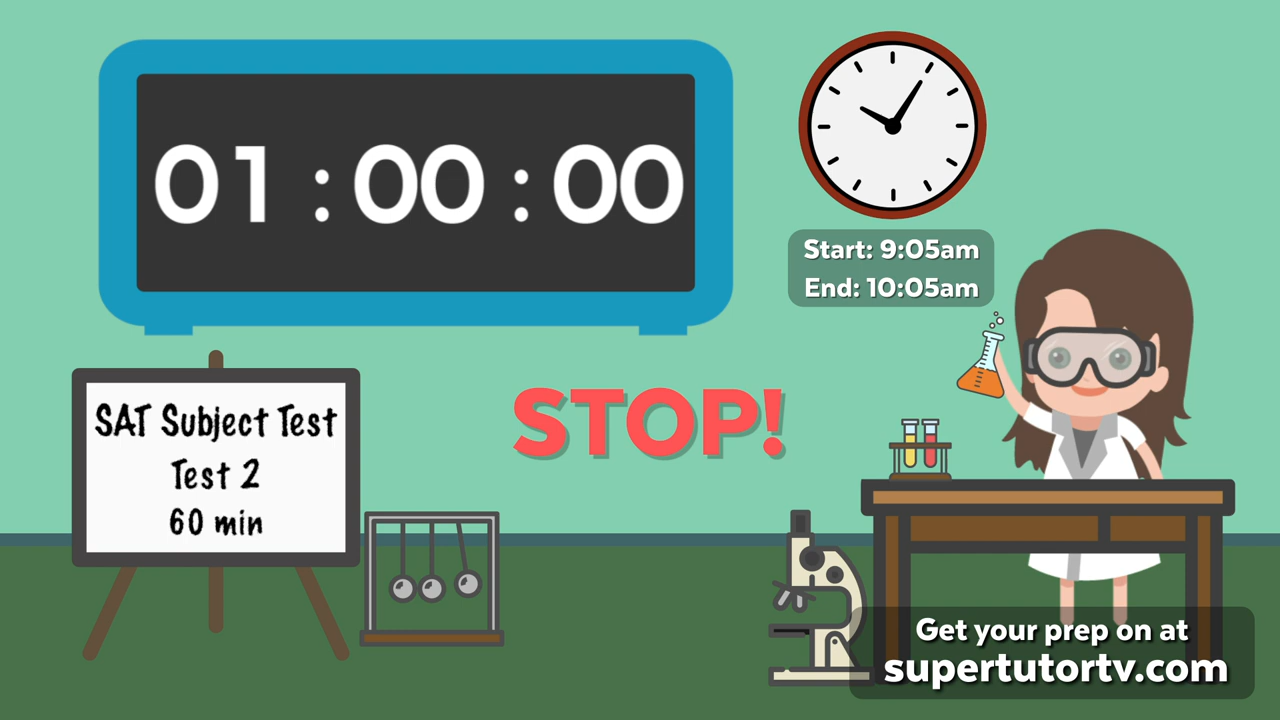 01 : 00 : 00
Start: 9:05am
End: 10:05am
SAT Subject Test
Test 2
60 min
STOP!
Get your prep on at
supertutortv.com